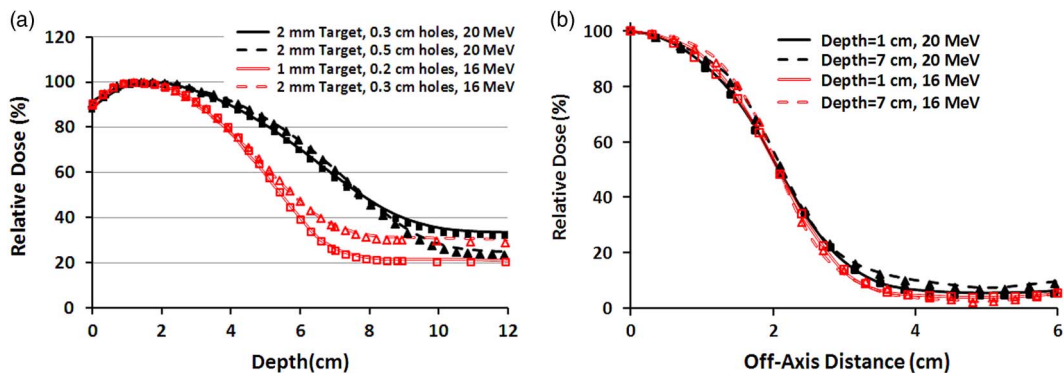 (a)
120
100
80
60
40
20
0
Relative Dose (%)
0 2 4 6 8 10 12
Depth(cm)
2 mm Target, 0.3 cm holes, 20 MeV
2 mm Target, 0.5 cm holes, 20 MeV
1 mm Target, 0.2 cm holes, 16 MeV
2 mm Target, 0.3 cm holes, 16 MeV
(b)
100
80
60
40
20
0
Relative Dose (%)
0 2 4 6
Off-Axis Distance (cm)
Depth=1 cm, 20 MeV
Depth=7 cm, 20 MeV
Depth=1 cm, 16 MeV
Depth=7 cm, 16 MeV